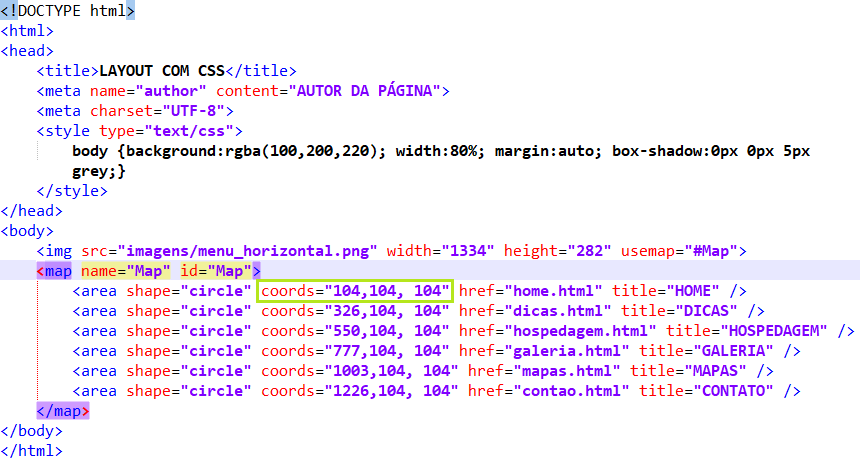 <!DOCTYPE html>
<html>
<head>
<title>LAYOUT COM CSS</title>
<meta name="author" content="AUTOR DA PÁGINA">
<meta charset="UTF-8">
<style type="text/css">
body {background:rgba(100,200,220); width:80%; margin:auto; box-shadow:0px 0px 5px
grey;}
</style>
</head>
<body>
<img src="imagens/menu_horizontal.png" width="1334" height="282" usemap="#Map">
<map name="Map" id="Map">
<area shape="circle" coords="104,104, 104" href="home.html" title="HOME" />
<area shape="circle" coords="326,104, 104" href="dicas.html" title="DICAS" />
<area shape="circle" coords="550,104, 104" href="hospedagem.html" title="HOSPEDAGEM" />
<area shape="circle" coords="777,104, 104" href="galeria.html" title="GALERIA" />
<area shape="circle" coords="1003,104, 104" href="mapas.html" title="MAPAS" />
<area shape="circle" coords="1226,104, 104" href="contao.html" title="CONTATO" />
</map>
</body>
</html>